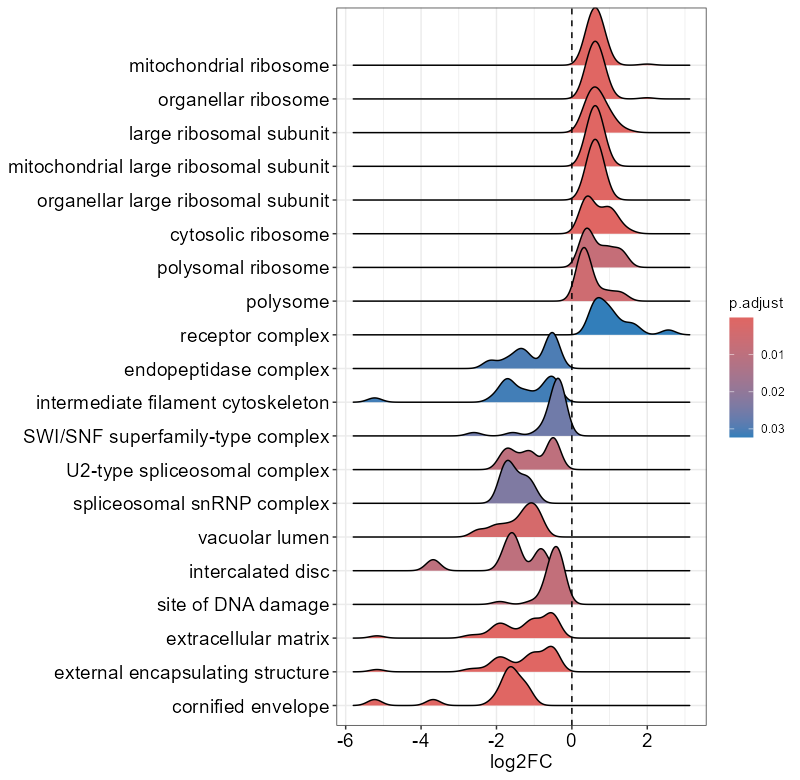 mitochondrial ribosome
organellar ribosome
large ribosomal subunit
mitochondrial large ribosomal subunit
organellar large ribosomal subunit
cytosolic ribosome
polysomal ribosome
polysome
receptor complex
endopeptidase complex
intermediate filament cytoskeleton
SWI/SNF superfamily-type complex
U2-type spliceosomal complex
spliceosomal snRNP complex
vacuolar lumen
intercalated disc
site of DNA damage
extracellular matrix
external encapsulating structure
cornified envelope
-6 -4 -2 0 2
log2FC
p.adjust
0.01
0.02
0.03